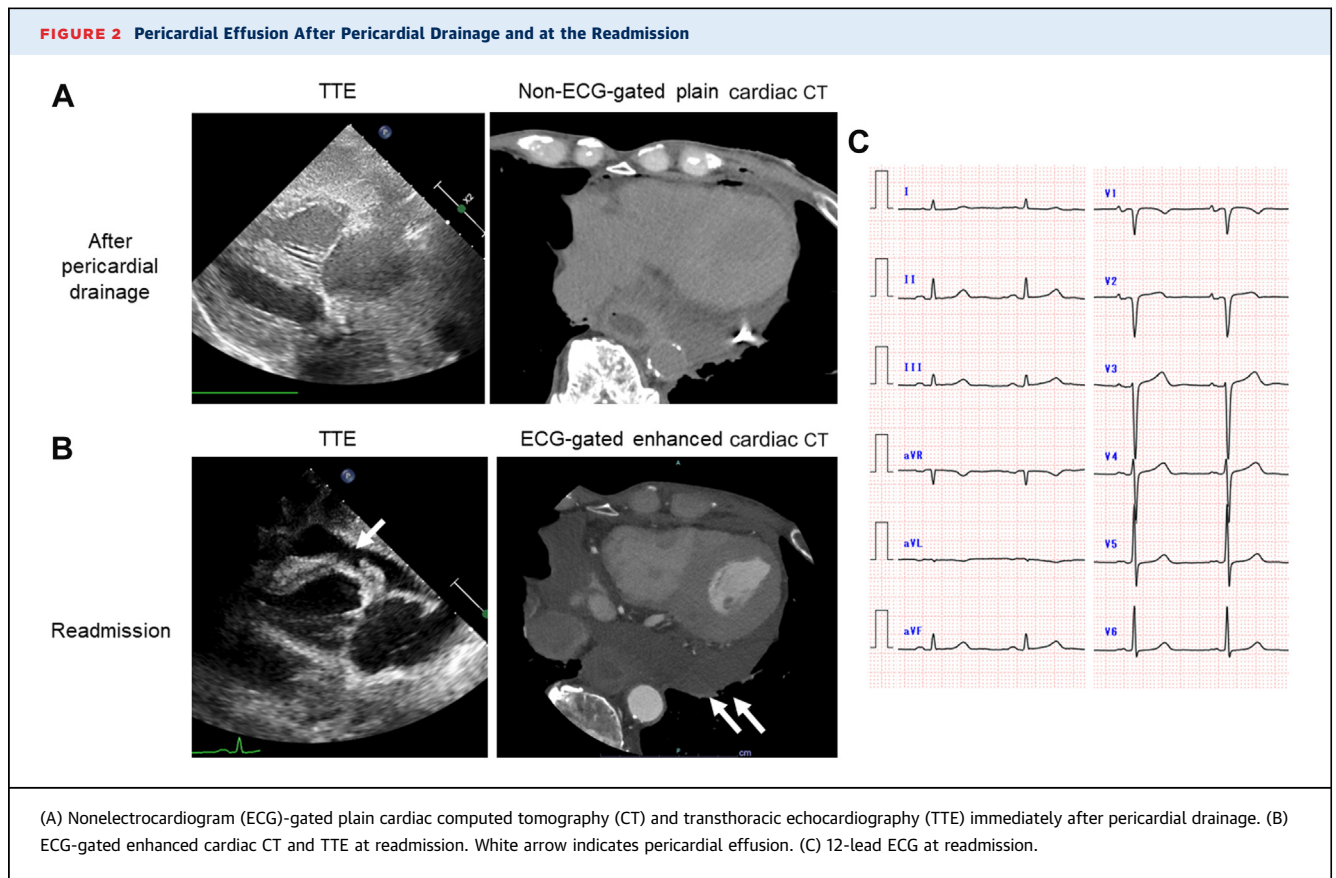 FIGURE 2 Pericardial Effusion After Pericardial Drainage and at the Readmission
A
TTE
Non-ECG-gated plain cardiac CT
P
X2
After
pericardial
drainage
B
TTE
ECG-gated enhanced cardiac CT
P
A
Readmission
P
cm
C
I
II
III
aVR
aVL
aVF
V1
V2
V3
V4
V5
V6
(A) Nonelectrocardiogram (ECG)-gated plain cardiac computed tomography (CT) and transthoracic echocardiography (TTE) immediately after pericardial drainage. (B)
ECG-gated enhanced cardiac CT and TTE at readmission. White arrow indicates pericardial effusion. (C) 12-lead ECG at readmission.